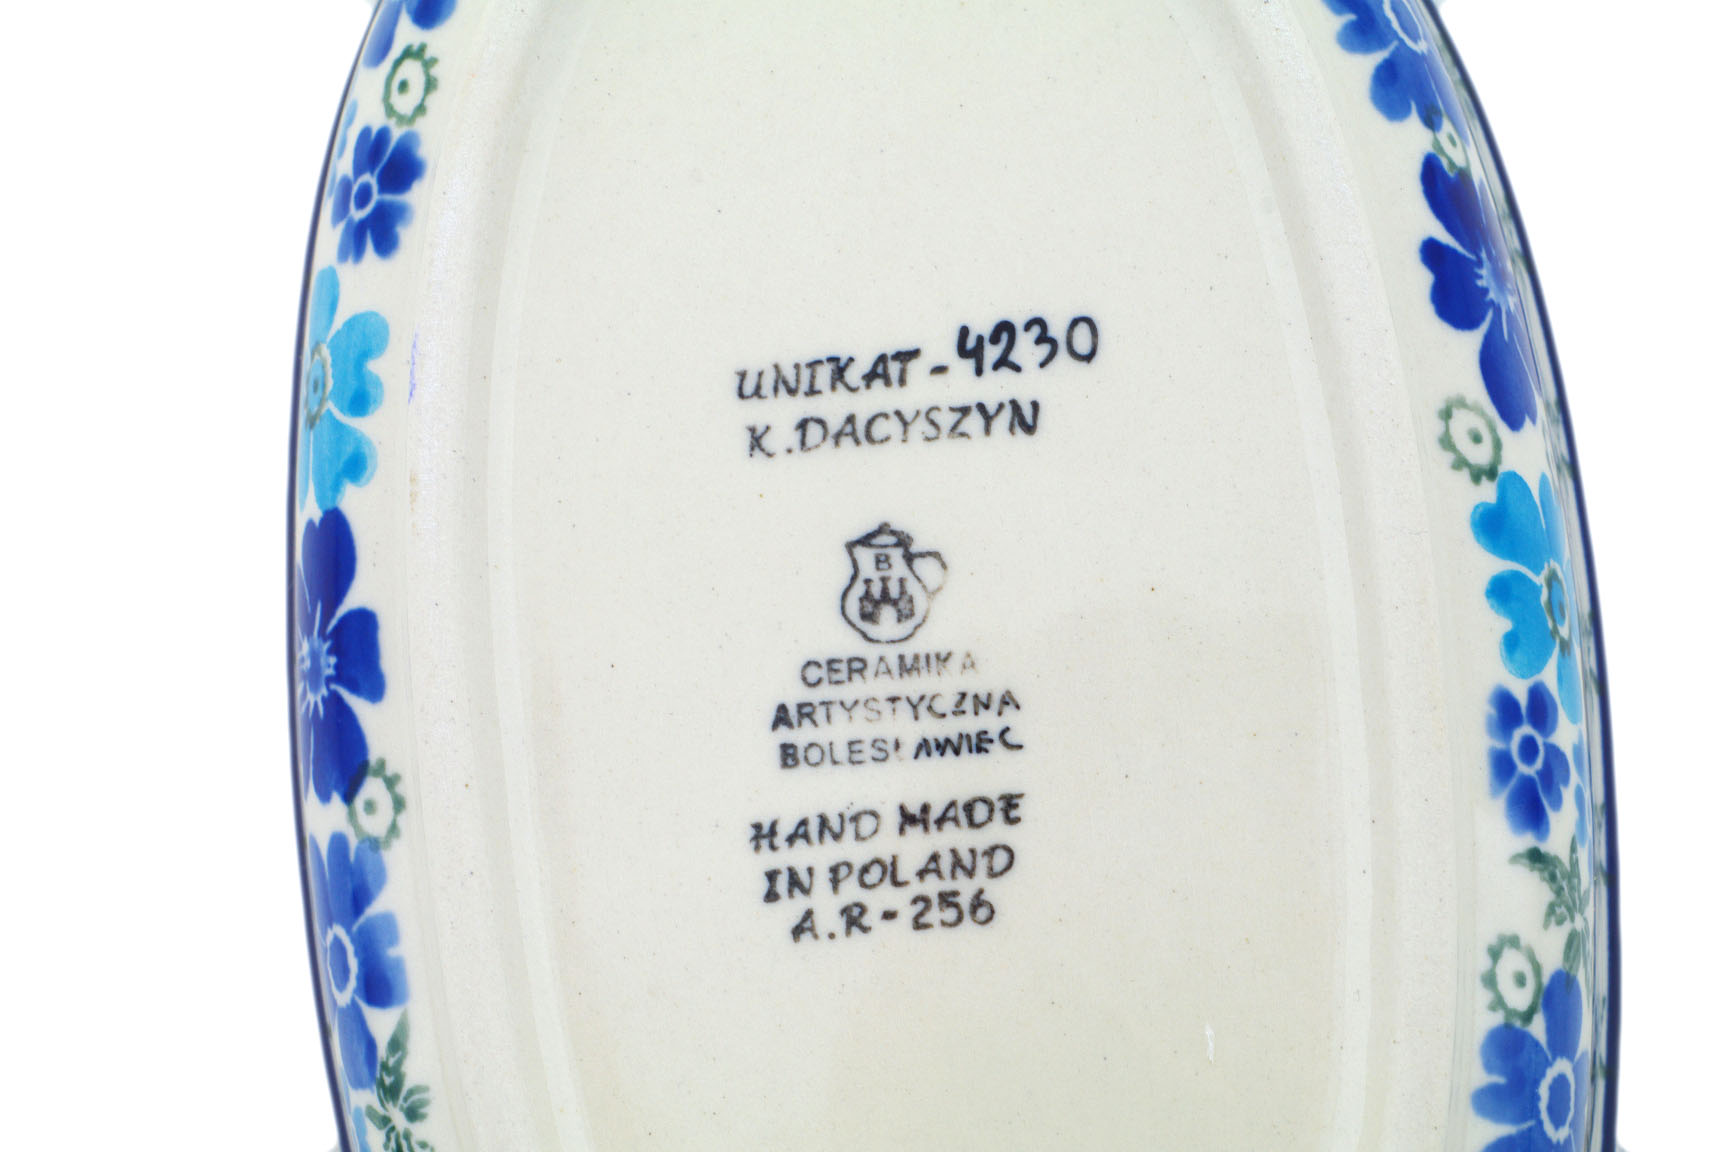 UNIKAT-4230
K.DACYSZYN
B
CERAMIKA
ARTYSTYCZNA
BOLESŁAWIEC
HAND MADE
IN POLAND
A.R-256